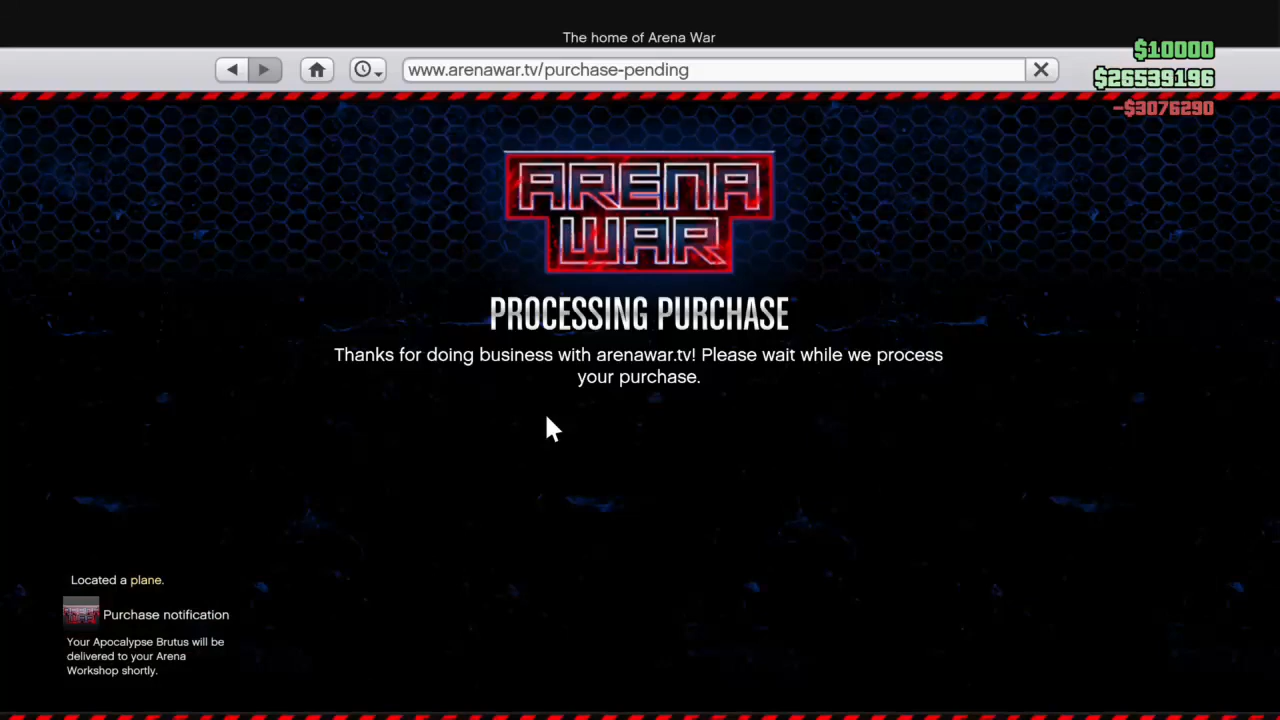 The home of Arena War
www.arenawar.tv/purchase-pending
$10000
$26539196
-$3076290
ARENA
WAR
PROCESSING PURCHASE
Thanks for doing business with arenawar.tv! Please wait while we process
your purchase.
Located a plane.
Purchase notification
Your Apocalypse Brutus will be
delivered to your Arena
Workshop shortly.